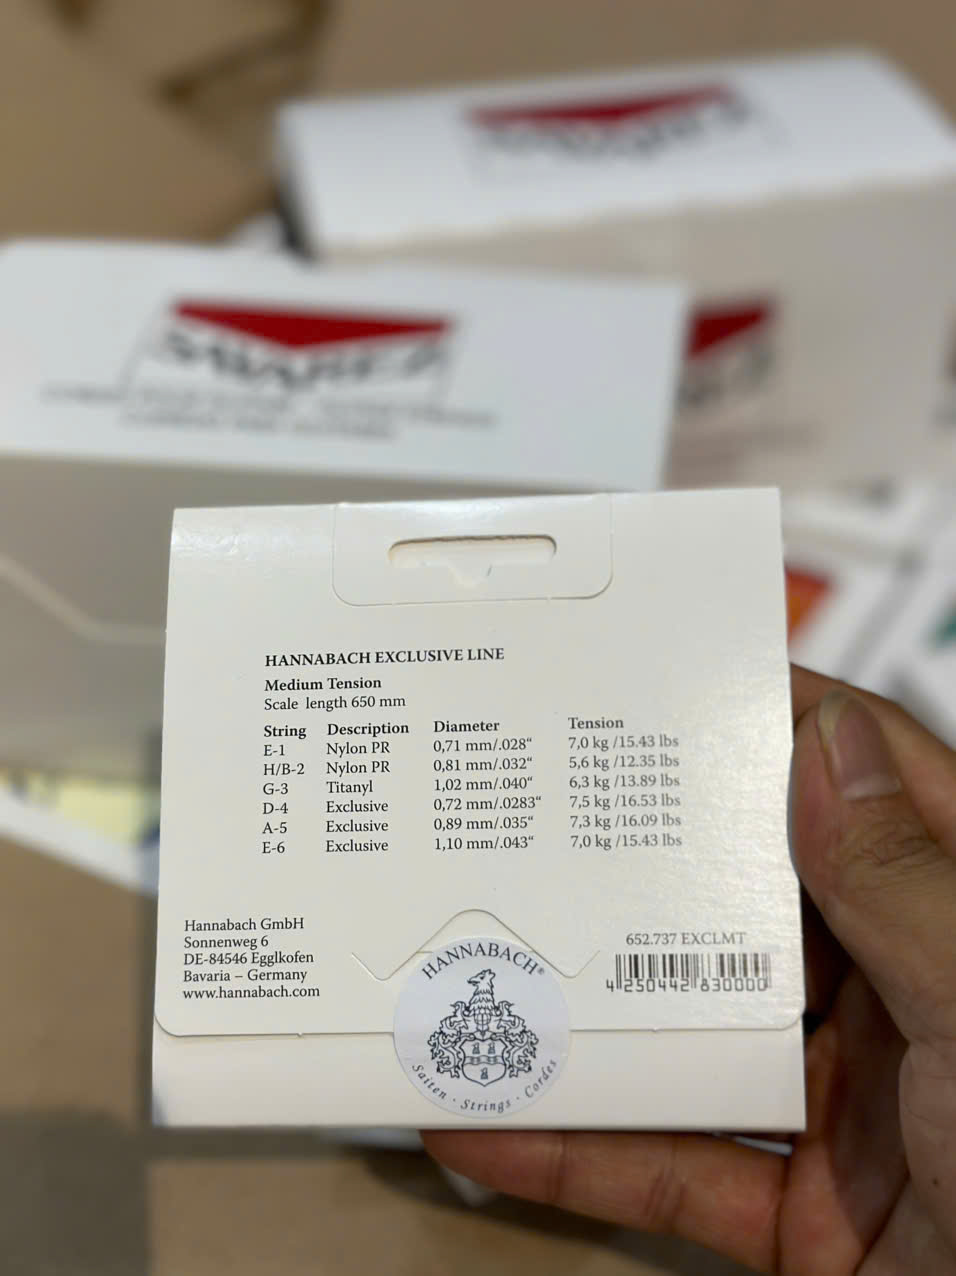 SAVAREZ
HANNABACH EXCLUSIVE LINE
Medium Tension
Scale length 650 mm
String Description Diameter Tension
E-1 Nylon PR 0,71 mm/.028“ 7,0 kg /15.43 lbs
H/B-2 Nylon PR 0,81 mm/.032“ 5,6 kg /12.35 lbs
G-3 Titanyl 1,02 mm/.040“ 6,3 kg /13.89 lbs
D-4 Exclusive 0,72 mm/.0283“ 7,5 kg /16.53 lbs
A-5 Exclusive 0,89 mm/.035“ 7,3 kg /16.09 lbs
E-6 Exclusive 1,10 mm/.043“ 7,0 kg /15.43 lbs
Hannabach GmbH
Sonnenweg 6
DE-84546 Egglkofen
Bavaria – Germany
www.hannabach.com
652.737 EXCLMT
4 250442 830000
HANNABACH®
Saiten · Strings · Cordes